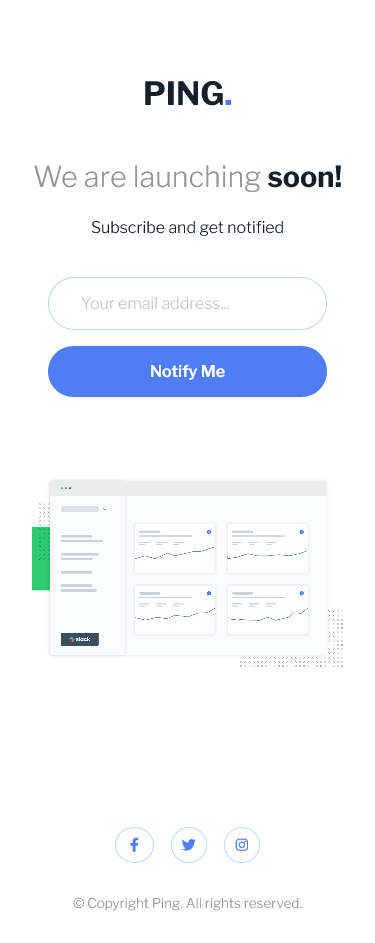 PING.
We are launching soon!
Subscribe and get notified
Your email address...
Notify Me
slack
© Copyright Ping. All rights reserved.